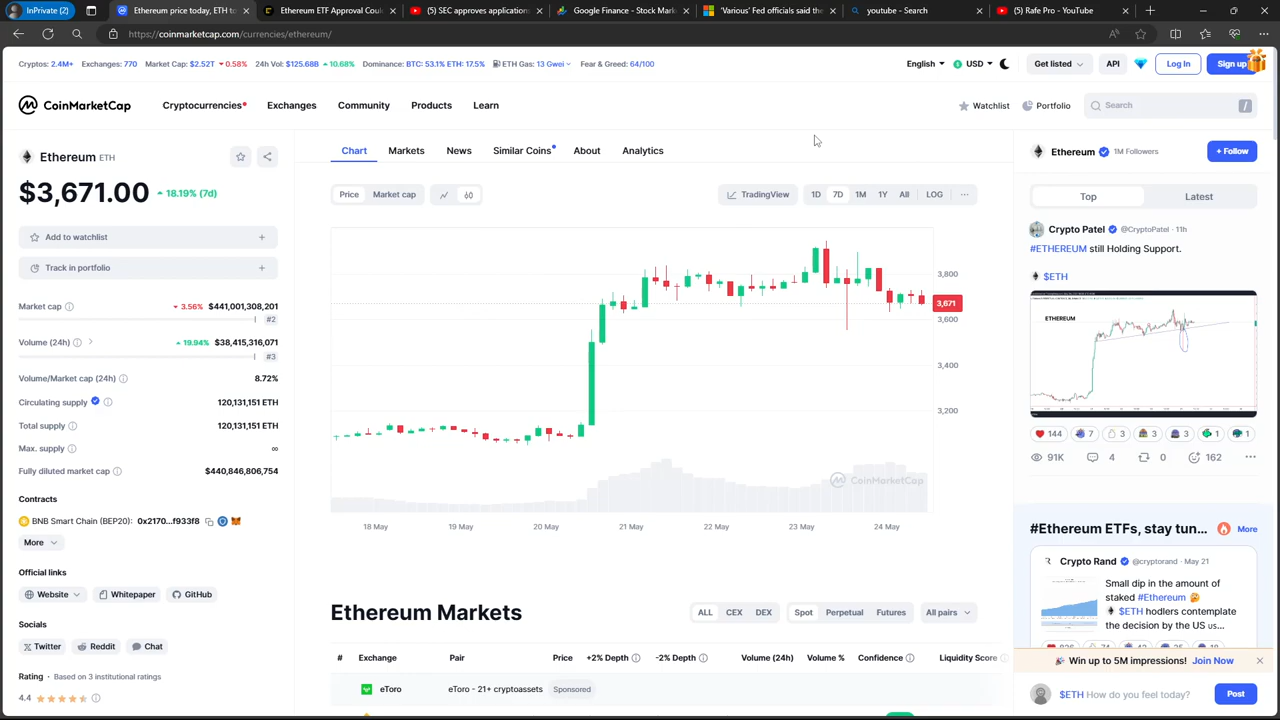 InPrivate (2)
Ethereum price today, ETH to
Ethereum ETF Approval Coul
(5) SEC approves application
Google Finance - Stock Mark
'Various' Fed officials said the
youtube - Search
(5) Rafe Pro - YouTube
https://coinmarketcap.com/currencies/ethereum/
Cryptos: 2.4M+ Exchanges: 770 Market Cap: $2.52T 0.58% 24h Vol: $125.68B 10.68% Dominance: BTC: 53.1% ETH: 17.5% ETH Gas: 13 Gwei Fear & Greed: 64/100
English USD Get listed API Log In Sign up
CoinMarketCap Cryptocurrencies Exchanges Community Products Learn
Watchlist Portfolio Search /
Ethereum ETH
$3,671.00 18.19% (7d)
Add to watchlist +
Track in portfolio +
Market cap 3.56% $441,001,308,201
#2
Volume (24h) 19.94% $38,415,316,071
#3
Volume/Market cap (24h) 8.72%
Circulating supply 120,131,151 ETH
Total supply 120,131,151 ETH
Max. supply ∞
Fully diluted market cap $440,846,806,754
Contracts
BNB Smart Chain (BEP20): 0x2170...f933f8
More
Official links
Website Whitepaper GitHub
Socials
Twitter Reddit Chat
Rating · Based on 3 institutional ratings
4.4
Chart Markets News Similar Coins About Analytics
Price Market cap
TradingView 1D 7D 1M 1Y All LOG ...
3,800
3,671
3,600
3,400
3,200
CoinMarketCap
18 May 19 May 20 May 21 May 22 May 23 May 24 May
Ethereum Markets
ALL CEX DEX Spot Perpetual Futures All pairs
# Exchange Pair Price +2% Depth -2% Depth Volume (24h) Volume % Confidence Liquidity Score
eToro eToro - 21+ cryptoassets Sponsored
Ethereum 1M Followers + Follow
Top Latest
Crypto Patel @CryptoPatel · 11h
#ETHEREUM still Holding Support.
$ETH
ETHEREUM
144 7 3 3 3 1 1
91K 4 0 162 ...
#Ethereum ETFs, stay tun... More
Crypto Rand @cryptorand · May 21
Small dip in the amount of
staked #Ethereum
$ETH hodlers contemplate
the decision by the US us...
Win up to 5M impressions! Join Now
$ETH How do you feel today? Post